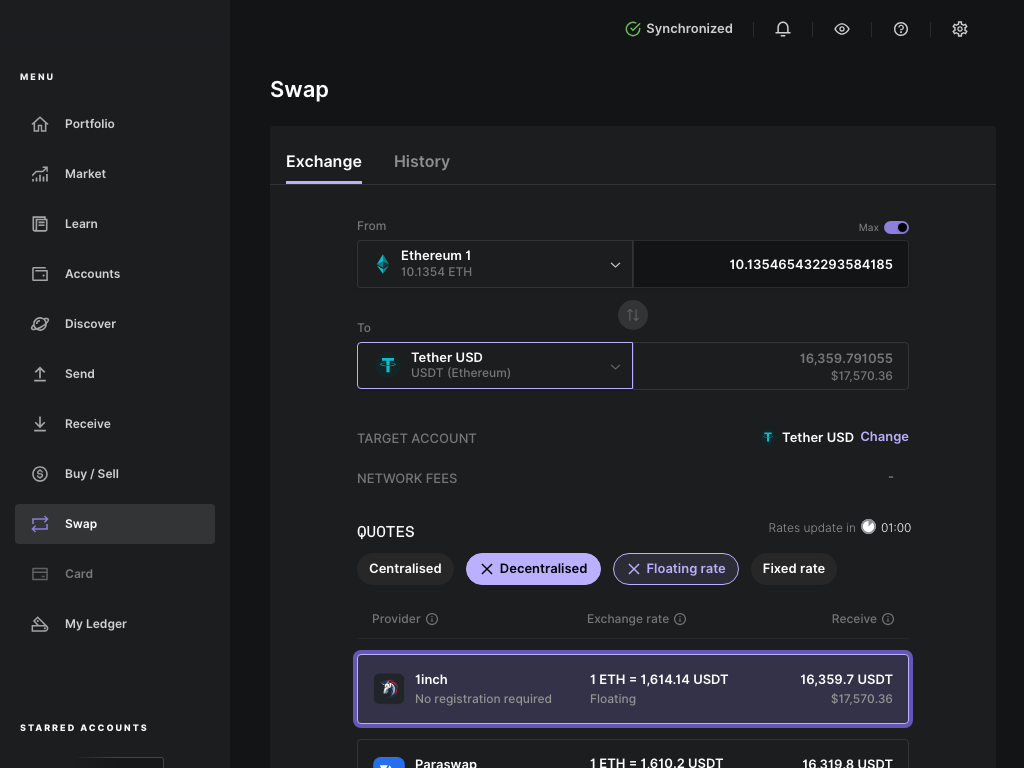 Synchronized
MENU
Portfolio
Market
Learn
Accounts
Discover
Send
Receive
Buy / Sell
Swap
Card
My Ledger
STARRED ACCOUNTS
Swap
Exchange
History
From
Max
Ethereum 1
10.1354 ETH
10.135465432293584185
To
Tether USD
USDT (Ethereum)
16,359.791055
$17,570.36
TARGET ACCOUNT
Tether USD Change
NETWORK FEES
-
QUOTES
Rates update in 01:00
Centralised
Decentralised
Floating rate
Fixed rate
Provider
Exchange rate
Receive
1inch
No registration required
1 ETH = 1,614.14 USDT
Floating
16,359.7 USDT
$17,570.36
Paraswap
1 ETH = 1,610.2 USDT
16,319.8 USDT